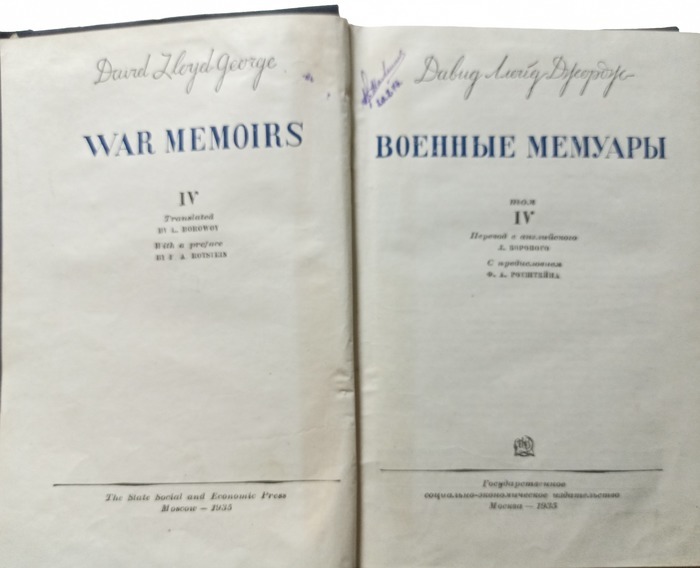 David Lloyd George
WAR MEMOIRS
IV
Translated
BY L. BOROWOY
With a preface
BY F. A. ROTSTEIN
The State Social and Economic Press
Moscow — 1935
Давид Ллойд Джордж
ВОЕННЫЕ МЕМУАРЫ
том
IV
Перевод с английского
Л. БОРОВОГО
С предисловием
Ф. А. РОТШТЕЙНА
Государственное
социально-экономическое издательство
Москва — 1935